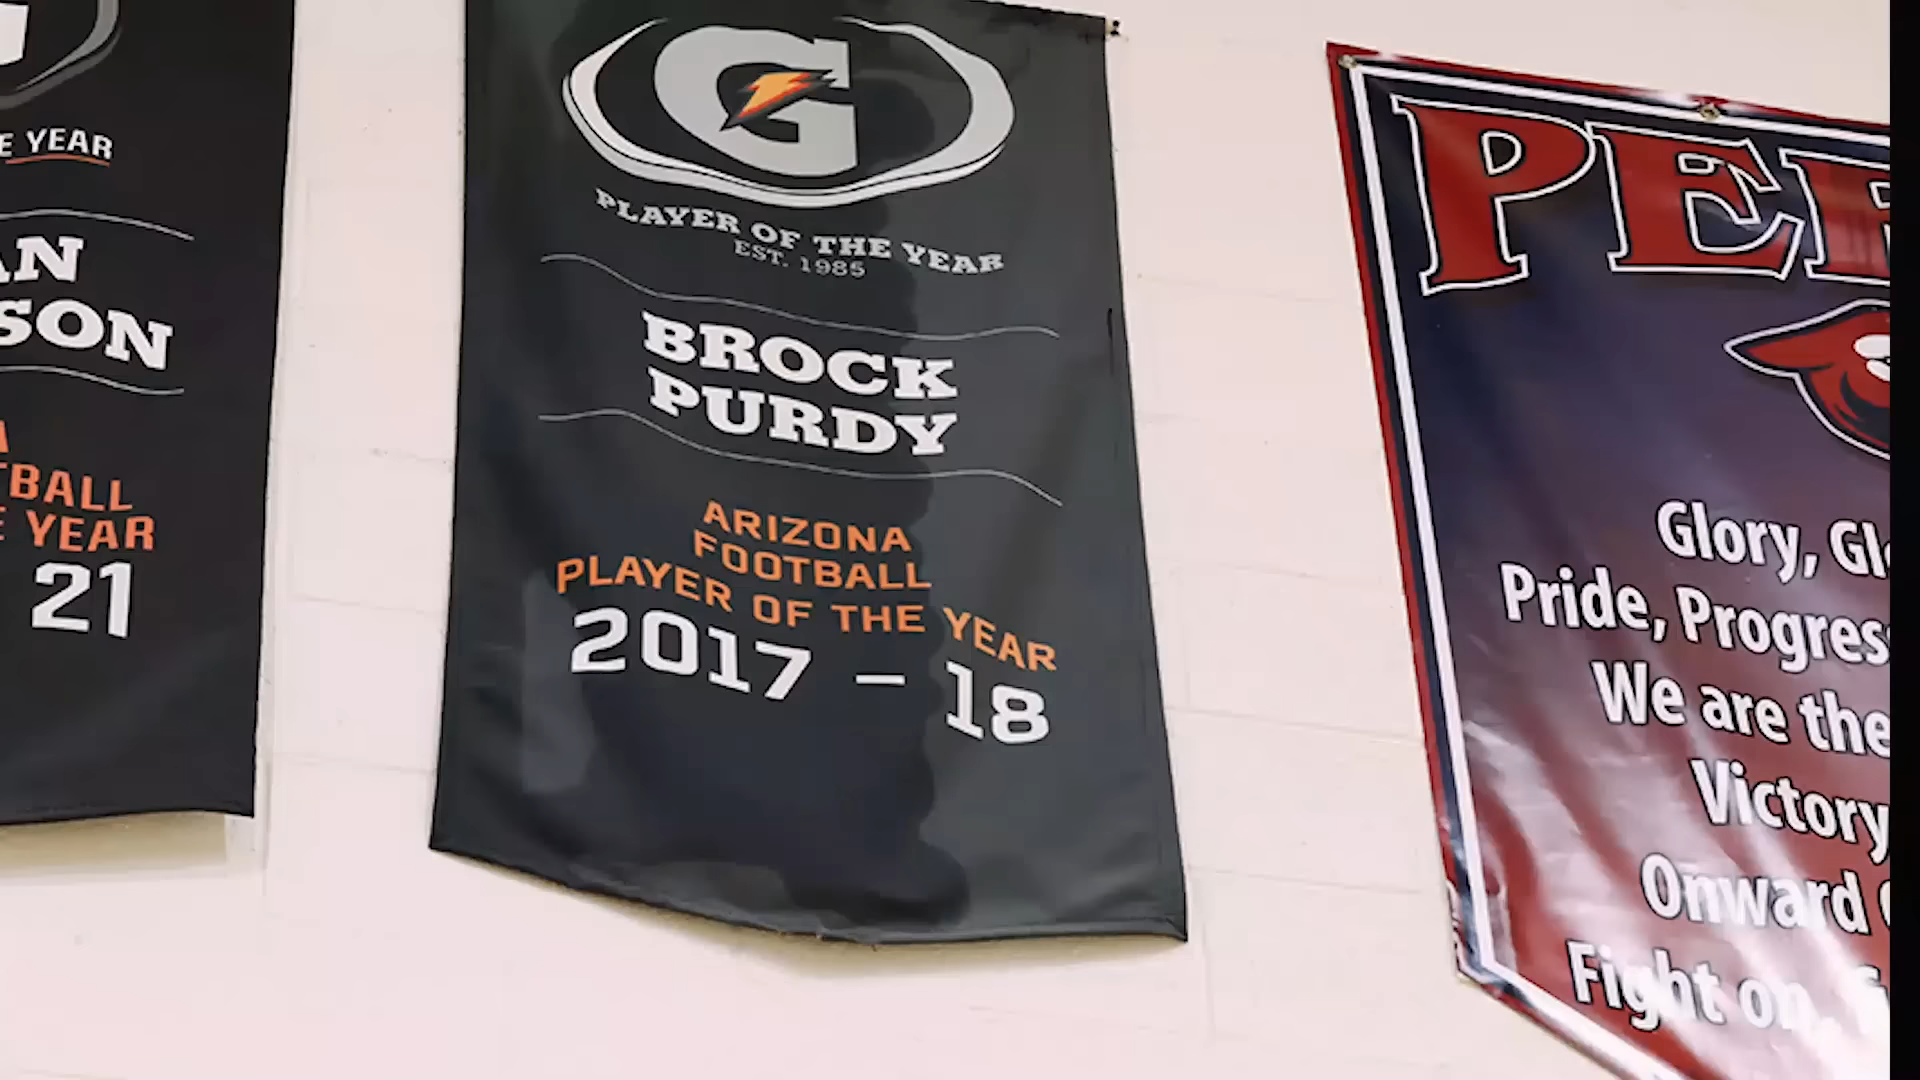 E YEAR
AN
SON
A
TBALL
E YEAR
21
G
PLAYER OF THE YEAR
EST. 1985
BROCK
PURDY
ARIZONA
FOOTBALL
PLAYER OF THE YEAR
2017 – 18
PE
Glory, Gl
Pride, Progres
We are the
Victory
Onward
Fight on,